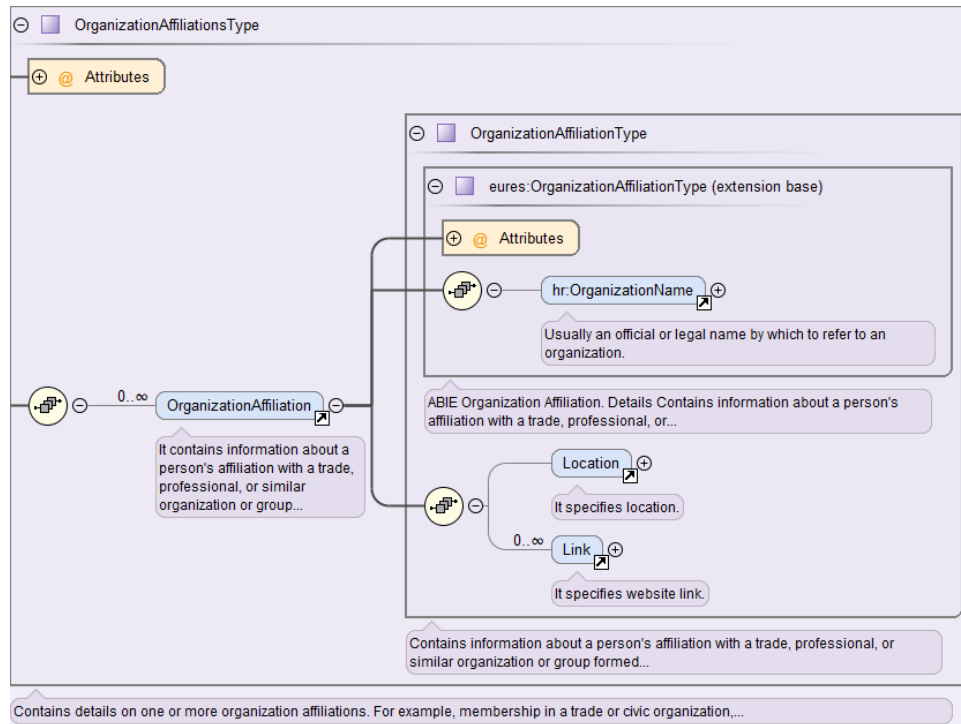 OrganizationAffiliationsType
@ Attributes
OrganizationAffiliationType
eures:OrganizationAffiliationType (extension base)
@ Attributes
hr:OrganizationName
Usually an official or legal name by which to refer to an
organization.
0..∞
OrganizationAffiliation
It contains information about a
person's affiliation with a trade,
professional, or similar
organization or group...
ABIE Organization Affiliation. Details Contains information about a person's
affiliation with a trade, professional, or...
Location
It specifies location.
0..∞
Link
It specifies website link.
Contains information about a person's affiliation with a trade, professional, or
similar organization or group formed...
Contains details on one or more organization affiliations. For example, membership in a trade or civic organization,...